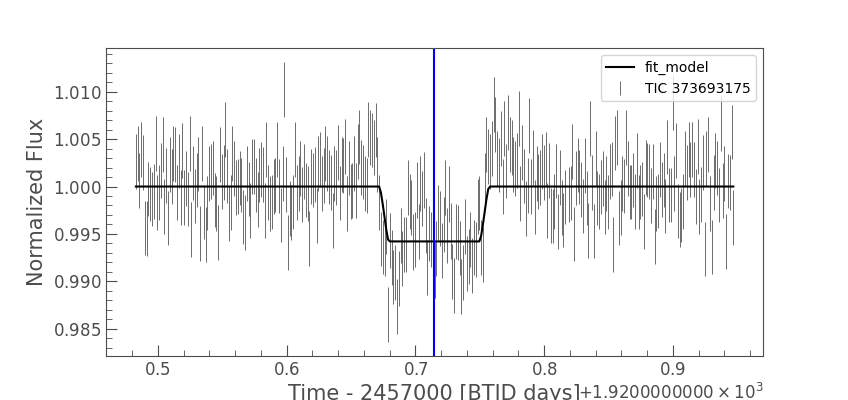 fit_model
TIC 373693175
1.010
1.005
1.000
0.995
0.990
0.985
Normalized Flux
0.5 0.6 0.7 0.8 0.9
Time - 2457000 [BTJD days]
+1.9200000000 × 10³